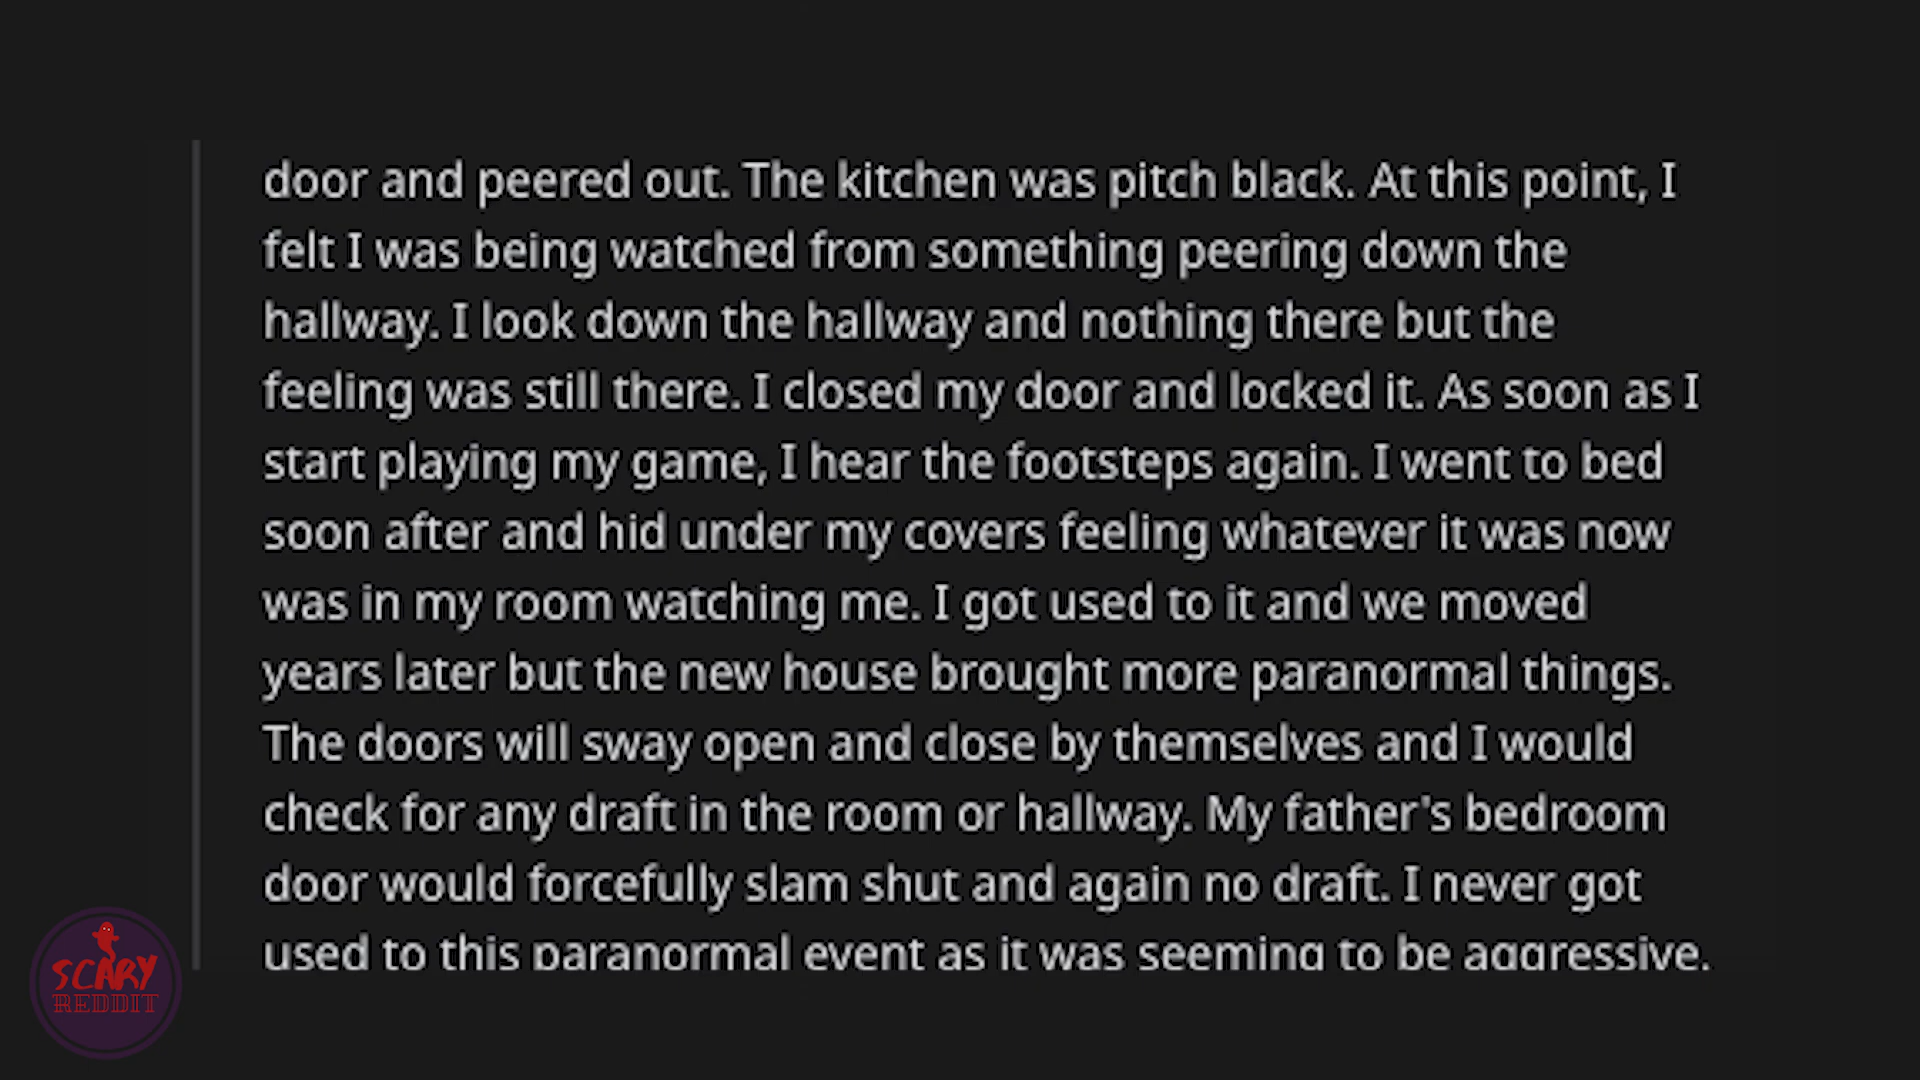 door and peered out. The kitchen was pitch black. At this point, I
felt I was being watched from something peering down the
hallway. I look down the hallway and nothing there but the
feeling was still there. I closed my door and locked it. As soon as I
start playing my game, I hear the footsteps again. I went to bed
soon after and hid under my covers feeling whatever it was now
was in my room watching me. I got used to it and we moved
years later but the new house brought more paranormal things.
The doors will sway open and close by themselves and I would
check for any draft in the room or hallway. My father's bedroom
door would forcefully slam shut and again no draft. I never got
used to this paranormal event as it was seeming to be aggressive.
SCARY
REDDIT